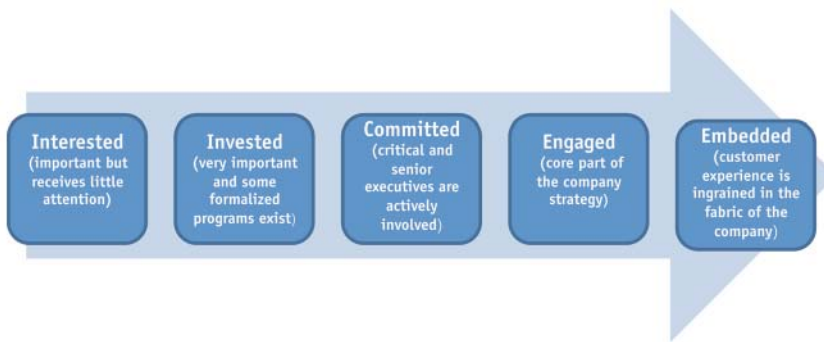 Interested
(important but
receives little
attention)
Invested
(very important
and some
formalized
programs exist)
Committed
(critical and
senior
executives are
actively
involved)
Engaged
(core part of
the company
strategy)
Embedded
(customer
experience is
ingrained in the
fabric of the
company)